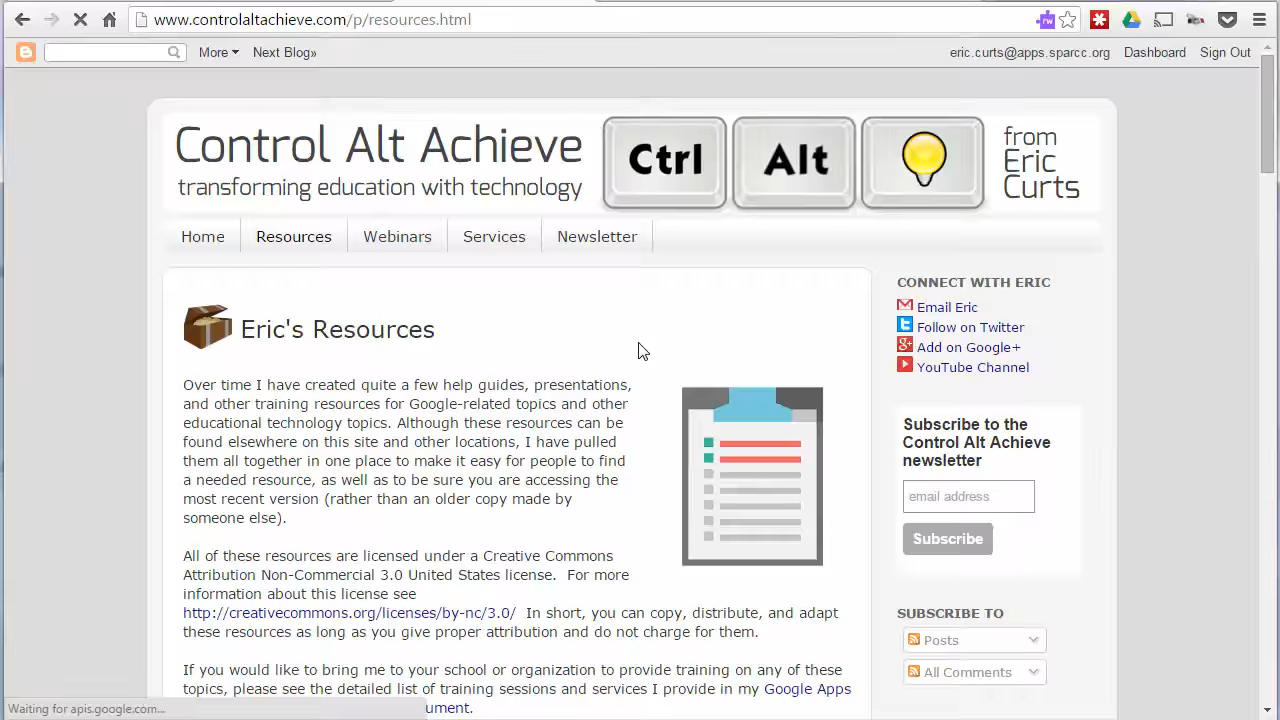 www.controlaltachieve.com/p/resources.html
More
Next Blog»
eric.curts@apps.sparcc.org
Dashboard
Sign Out
Control Alt Achieve
transforming education with technology
Ctrl
Alt
from
Eric
Curts
Home
Resources
Webinars
Services
Newsletter
Eric's Resources
Over time I have created quite a few help guides, presentations,
and other training resources for Google-related topics and other
educational technology topics. Although these resources can be
found elsewhere on this site and other locations, I have pulled
them all together in one place to make it easy for people to find
a needed resource, as well as to be sure you are accessing the
most recent version (rather than an older copy made by
someone else).
All of these resources are licensed under a Creative Commons
Attribution Non-Commercial 3.0 United States license. For more
information about this license see
http://creativecommons.org/licenses/by-nc/3.0/ In short, you can copy, distribute, and adapt
these resources as long as you give proper attribution and do not charge for them.
If you would like to bring me to your school or organization to provide training on any of these
topics, please see the detailed list of training sessions and services I provide in my Google Apps
ument.
CONNECT WITH ERIC
Email Eric
Follow on Twitter
Add on Google+
YouTube Channel
Subscribe to the
Control Alt Achieve
newsletter
email address
Subscribe
SUBSCRIBE TO
Posts
All Comments
Waiting for apis.google.com...